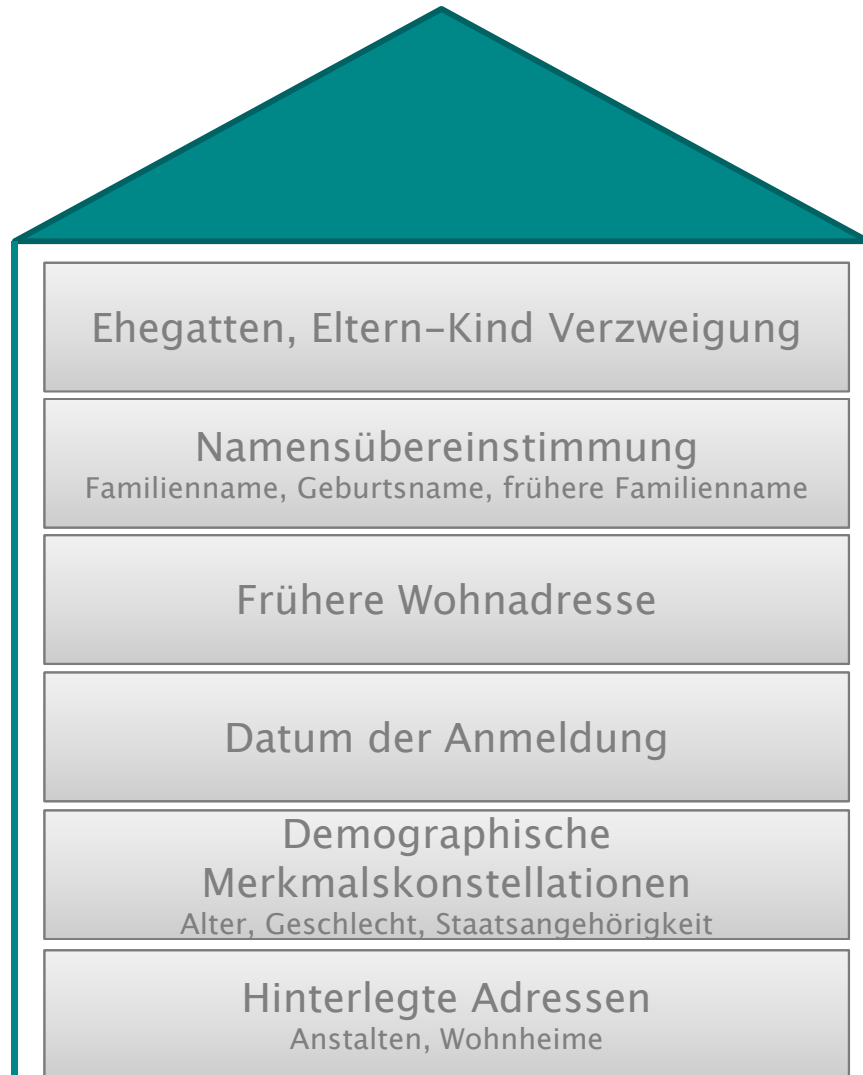 Ehegatten, Eltern-Kind Verzweigung
Namensübereinstimmung
Familienname, Geburtsname, frühere Familienname
Frühere Wohnadresse
Datum der Anmeldung
Demographische
Merkmalskonstellationen
Alter, Geschlecht, Staatsangehörigkeit
Hinterlegte Adressen
Anstalten, Wohnheime